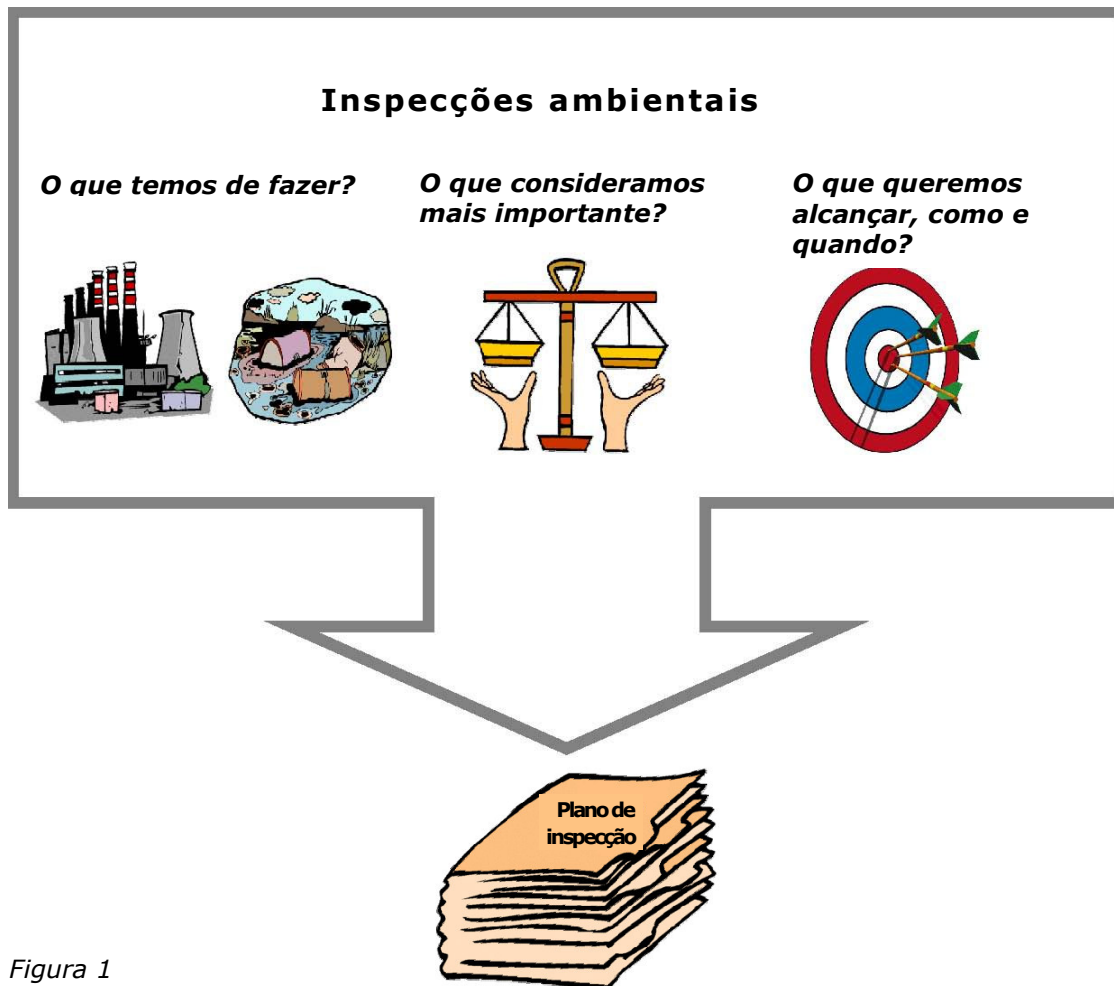 Inspecções ambientais
O que temos de fazer?
O que consideramos
mais importante?
O que queremos
alcançar, como e
quando?
Plano de
inspecção
Figura 1